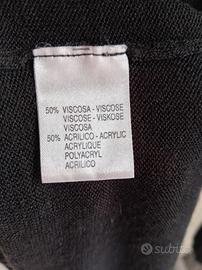 50% VISCOSA - VISCOSE
VISCOSE - VISKOSE
VISCOSA
50% ACRILICO - ACRYLIC
ACRYLIQUE
POLYACRYL
ACRILICO
subito